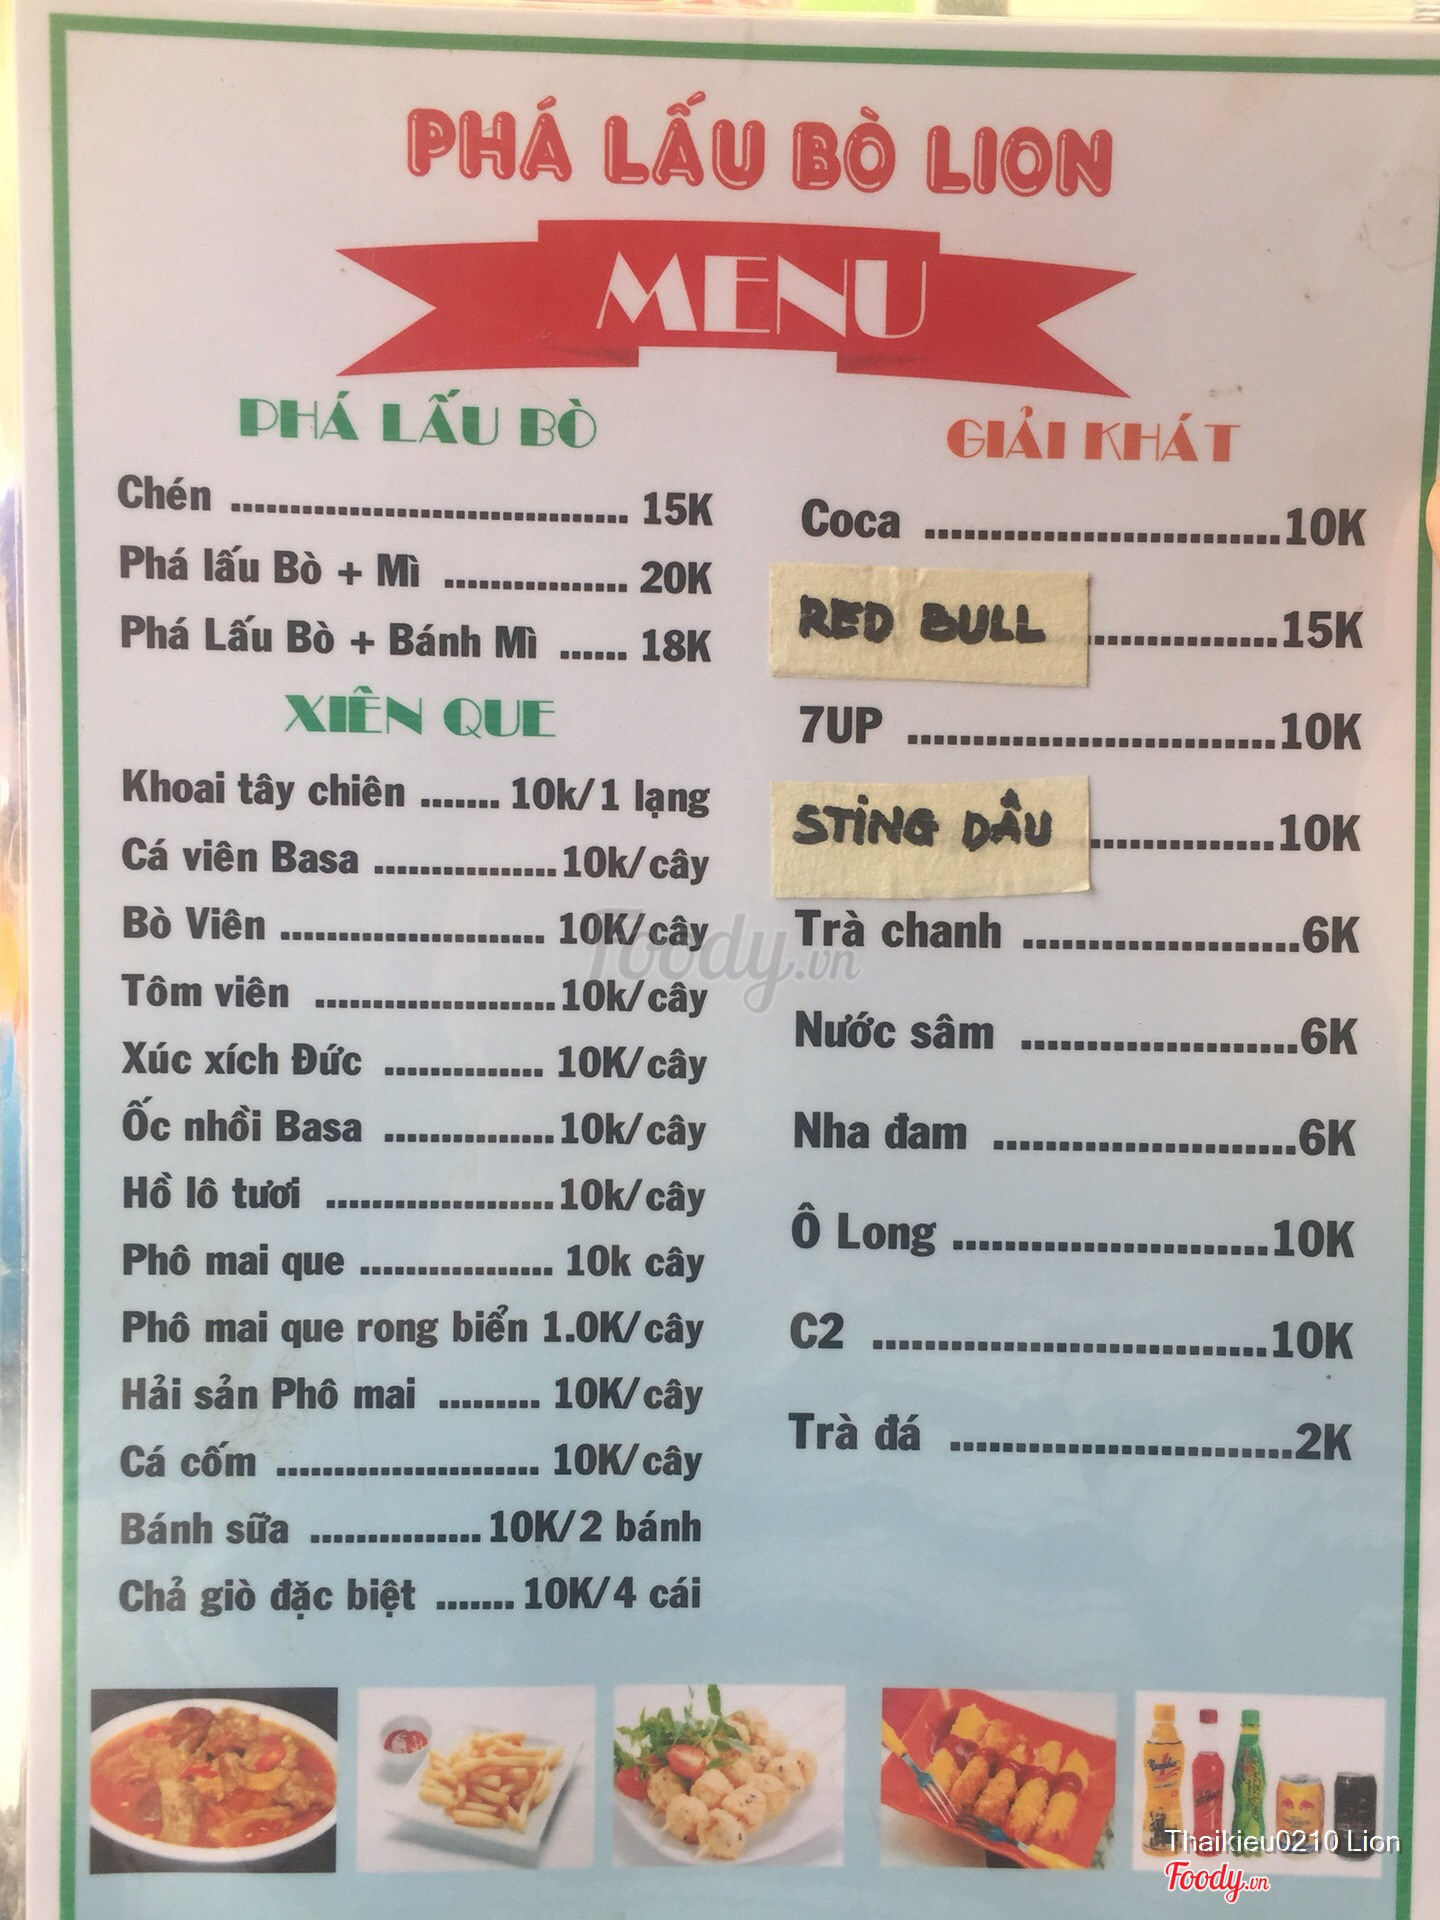 PHÁ LẤU BÒ LION
MENU
PHÁ LẤU BÒ
Chén ................................. 15K
Phá lấu Bò + Mì ................ 20K
Phá Lấu Bò + Bánh Mì ...... 18K
XIÊN QUE
Khoai tây chiên ....... 10k/1 lạng
Cá viên Basa ................10k/cây
Bò Viên ....................... 10K/cây
Tôm viên .....................10k/cây
Xúc xích Đức .............. 10K/cây
Ốc nhồi Basa ...............10k/cây
Hồ lô tươi ....................10k/cây
Phô mai que ................. 10k cây
Phô mai que rong biển 1.0K/cây
Hải sản Phô mai ......... 10K/cây
Cá cốm ....................... 10K/cây
Bánh sữa ...............10K/2 bánh
Chả giò đặc biệt ....... 10K/4 cái
GIẢI KHÁT
Coca ............................10K
RED BULL ...............15K
7UP .............................10K
STING DÂU ...............10K
Trà chanh ......................6K
Nước sâm ......................6K
Nha đam ........................6K
Ô Long .........................10K
C2 ...............................10K
Trà đá ...........................2K
Foody.vn
Thaikieu0210 Lion
Foody.vn